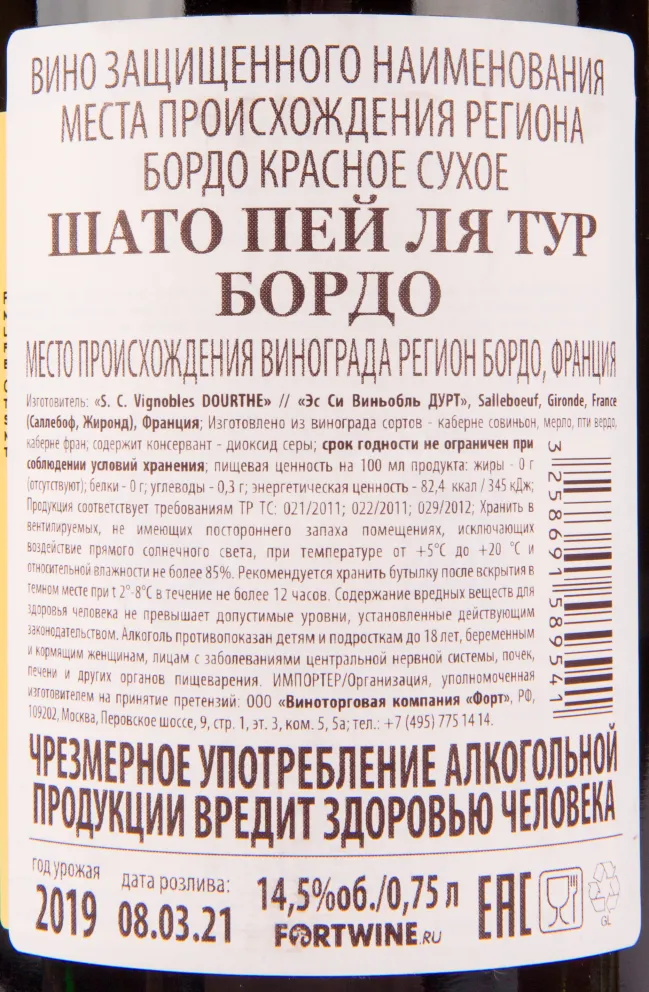 ВИНО ЗАЩИЩЕННОГО НАИМЕНОВАНИЯ
МЕСТА ПРОИСХОЖДЕНИЯ РЕГИОНА
БОРДО КРАСНОЕ СУХОЕ
ШАТО ПЕЙ ЛЯ ТУР
БОРДО
МЕСТО ПРОИСХОЖДЕНИЯ ВИНОГРАДА РЕГИОН БОРДО, ФРАНЦИЯ
Изготовитель: «S. C. Vignobles DOURTHE» // «Эс Си Виньобль ДУРТ», Salleboeuf, Gironde, France
(Саллебоф, Жиронд), Франция; Изготовлено из винограда сортов - каберне совиньон, мерло, пти вердо,
каберне фран; содержит консервант - диоксид серы; срок годности не ограничен при
соблюдении условий хранения; пищевая ценность на 100 мл продукта: жиры - 0 г
(отсутствуют); белки - 0 г; углеводы - 0,3 г; энергетическая ценность - 82,4 ккал / 345 кДж;
Продукция соответствует требованиям ТР ТС: 021/2011; 022/2011; 029/2012; Хранить в
вентилируемых, не имеющих постороннего запаха помещениях, исключающих
воздействие прямого солнечного света, при температуре от +5°С до +20 °С и
относительной влажности не более 85%. Рекомендуется хранить бутылку после вскрытия в
темном месте при t 2°-8°С в течение не более 12 часов. Содержание вредных веществ для
здоровья человека не превышает допустимые уровни, установленные действующим
законодательством. Алкоголь противопоказан детям и подросткам до 18 лет, беременным
и кормящим женщинам, лицам с заболеваниями центральной нервной системы, почек,
печени и других органов пищеварения. ИМПОРТЕР/Организация, уполномоченная
изготовителем на принятие претензий: ООО «Виноторговая компания «Форт», РФ,
109202, Москва, Перовское шоссе, 9, стр. 1, эт. 3, ком. 5, 5а; тел.: +7 (495) 775 14 14.
3 258691 589541
ЧРЕЗМЕРНОЕ УПОТРЕБЛЕНИЕ АЛКОГОЛЬНОЙ
ПРОДУКЦИИ ВРЕДИТ ЗДОРОВЬЮ ЧЕЛОВЕКА
год урожая
2019
дата розлива:
08.03.21
14,5%об./0,75 л
FORTWINE.RU
EAC
GL